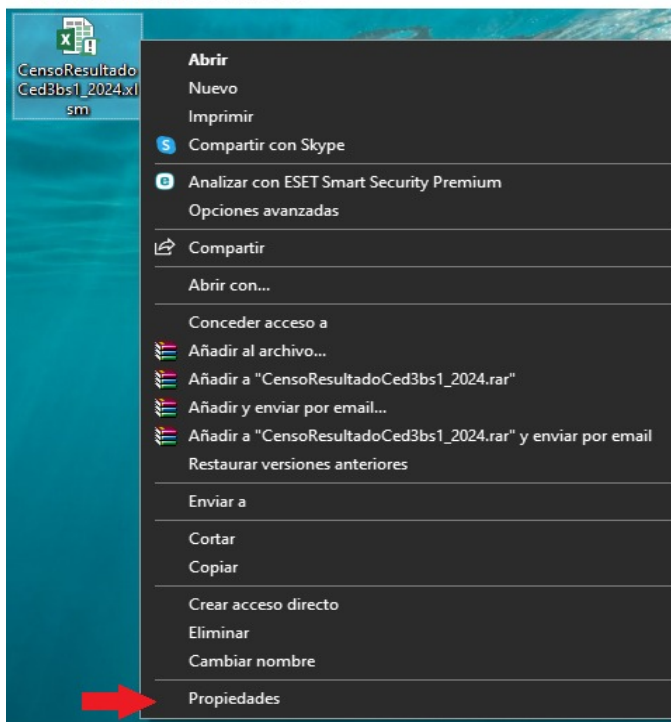 CensoResultado
Ced3bs1_2024.xl
sm
Abrir
Nuevo
Imprimir
Compartir con Skype
Analizar con ESET Smart Security Premium
Opciones avanzadas
Compartir
Abrir con...
Conceder acceso a
Añadir al archivo...
Añadir a "CensoResultadoCed3bs1_2024.rar"
Añadir y enviar por email...
Añadir a "CensoResultadoCed3bs1_2024.rar" y enviar por email
Restaurar versiones anteriores
Enviar a
Cortar
Copiar
Crear acceso directo
Eliminar
Cambiar nombre
Propiedades